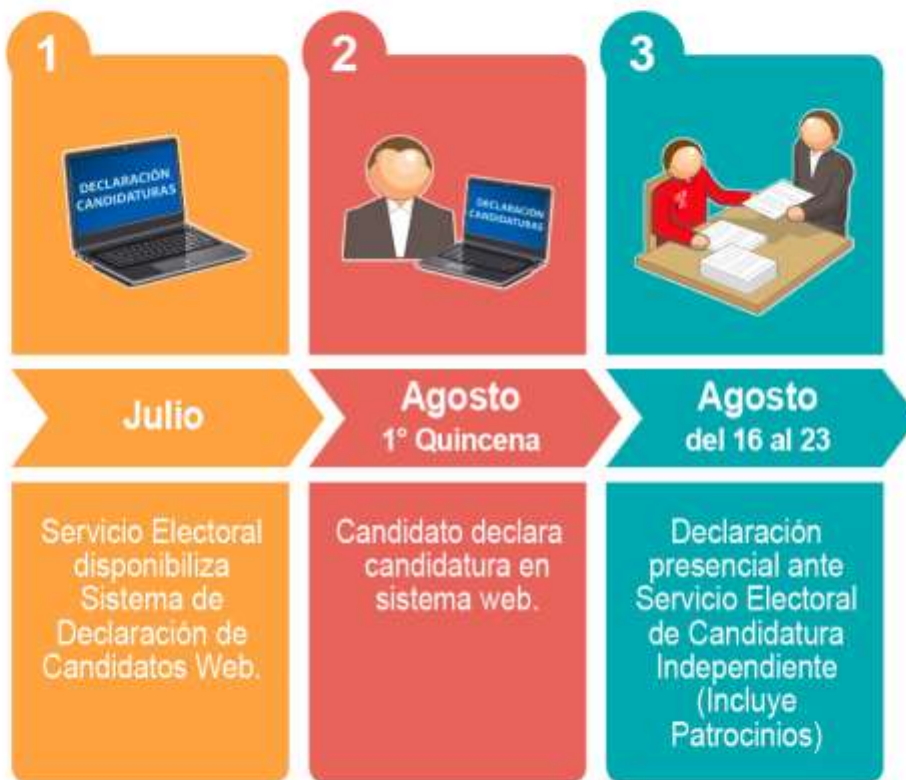 1
DECLARACIÓN
CANDIDATURAS
2
DECLARACIÓN
CANDIDATURAS
3
Julio
Agosto
1° Quincena
Agosto
del 16 al 23
Servicio Electoral
disponibiliza
Sistema de
Declaración de
Candidatos Web.
Candidato declara
candidatura en
sistema web.
Declaración
presencial ante
Servicio Electoral
de Candidatura
Independiente
(Incluye
Patrocinios)